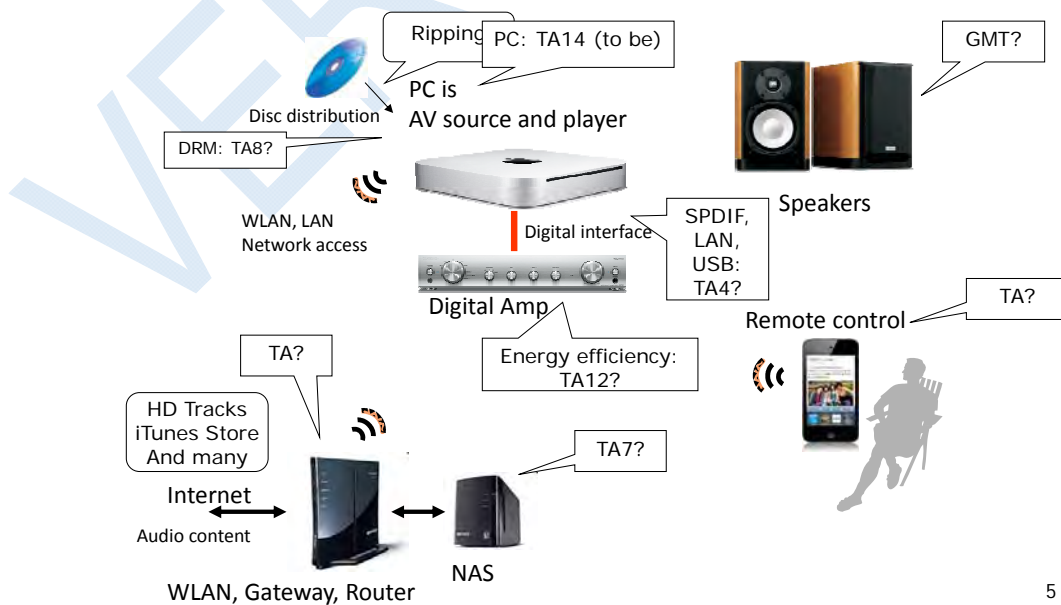 Ripping
PC: TA14 (to be)
GMT?
PC is
AV source and player
Disc distribution
DRM: TA8?
WLAN, LAN
Network access
Digital interface
SPDIF,
LAN,
USB:
TA4?
Speakers
Digital Amp
Energy efficiency:
TA12?
Remote control
TA?
TA?
HD Tracks
iTunes Store
And many
TA7?
Internet
Audio content
NAS
WLAN, Gateway, Router
5